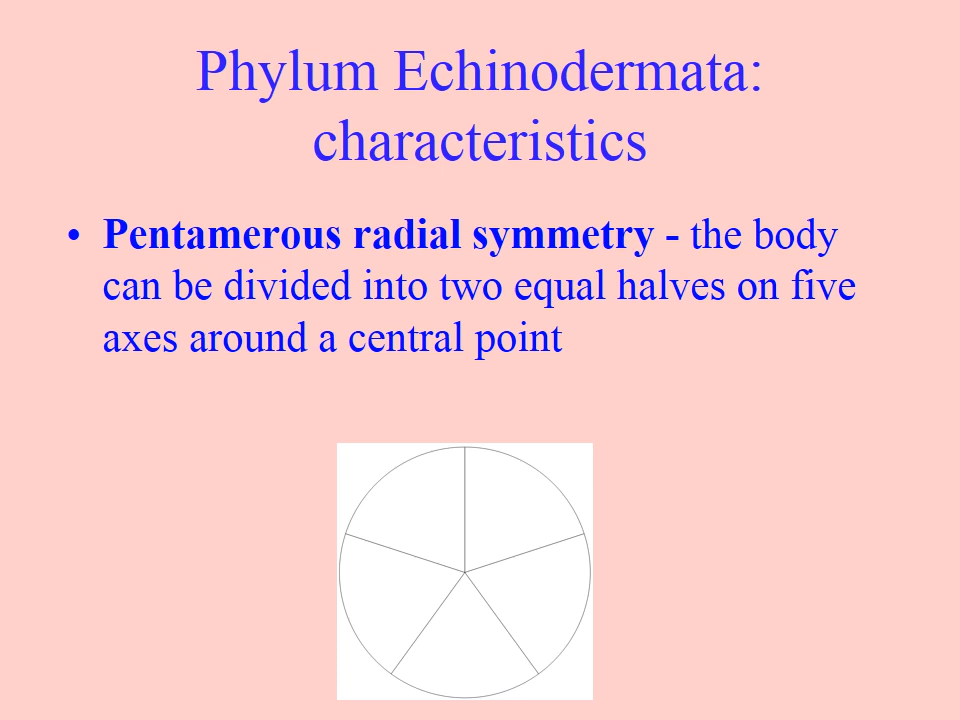 Phylum Echinodermata:
characteristics
• Pentamerous radial symmetry - the body
can be divided into two equal halves on five
axes around a central point